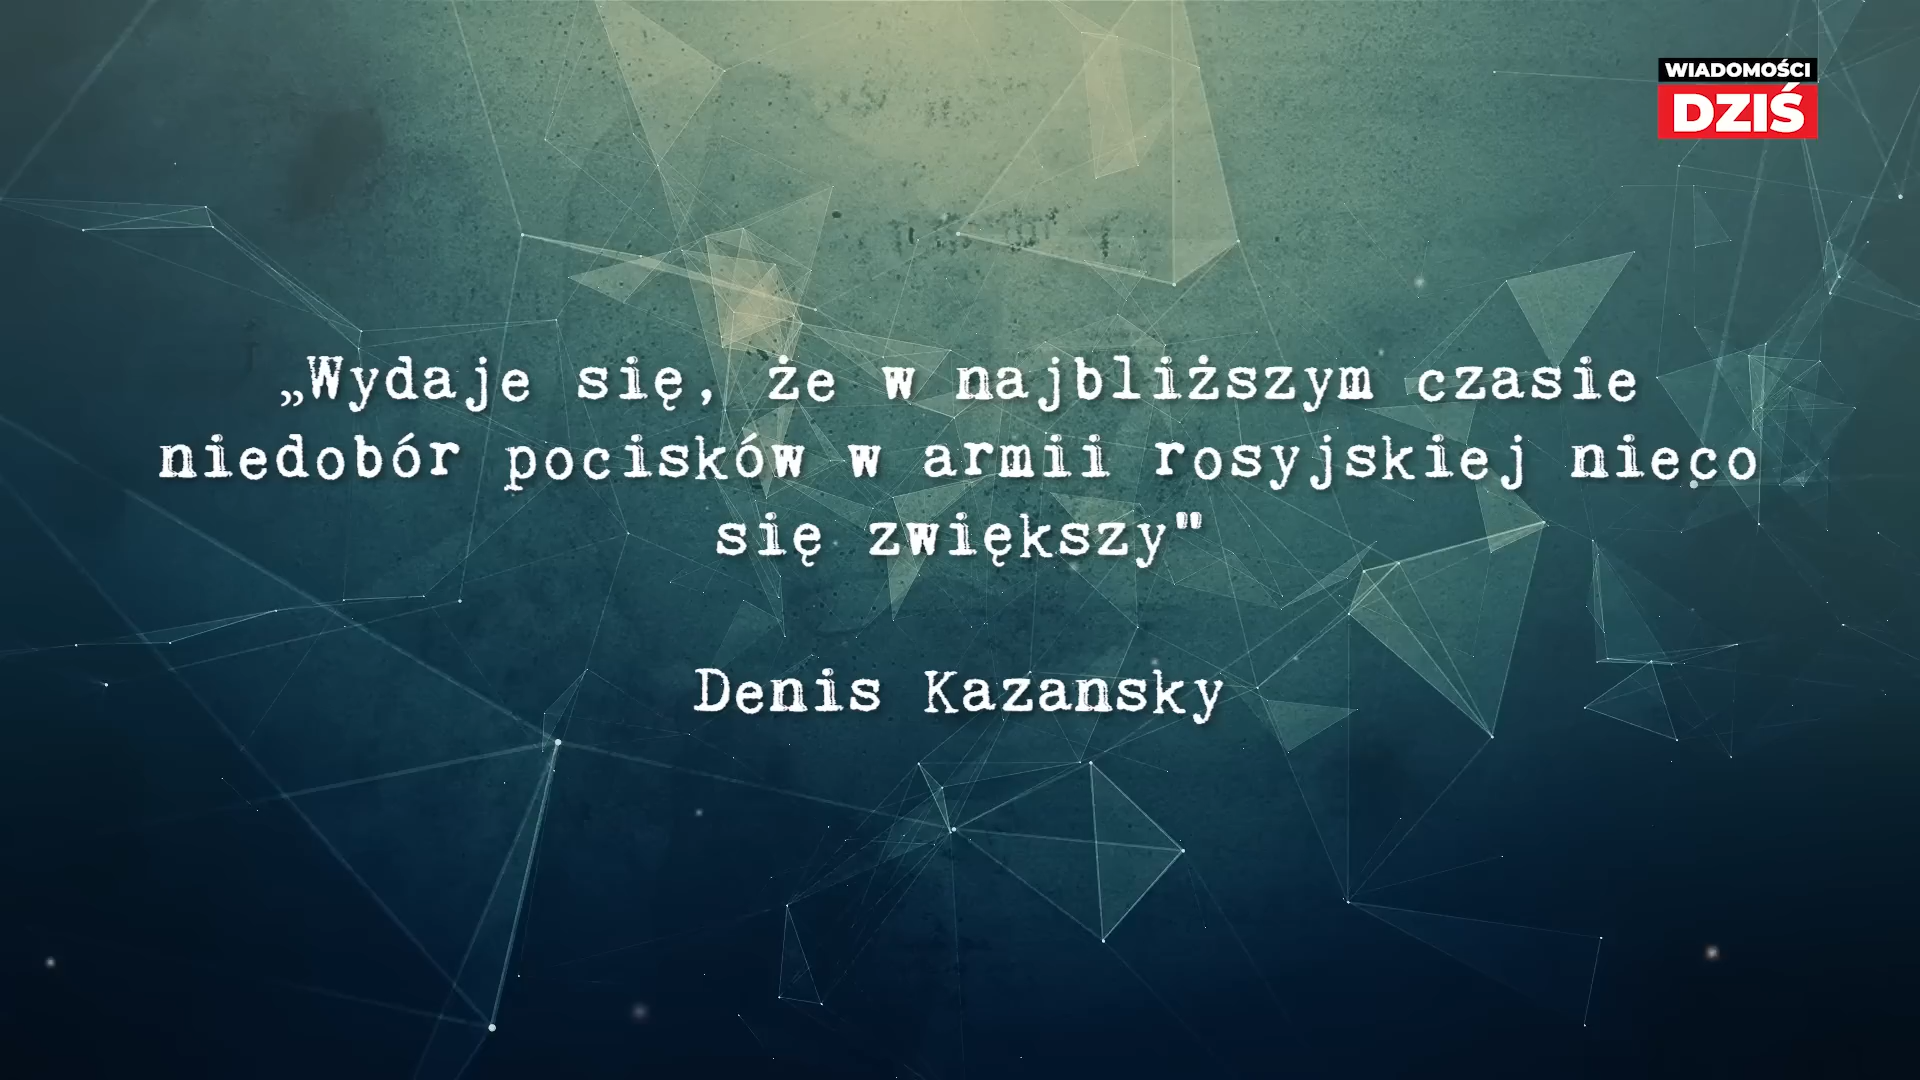 WIADOMOŚCI
DZIŚ
„Wydaje się, że w najbliższym czasie
niedobór pocisków w armii rosyjskiej nieco
się zwiększy"
Denis Kazansky